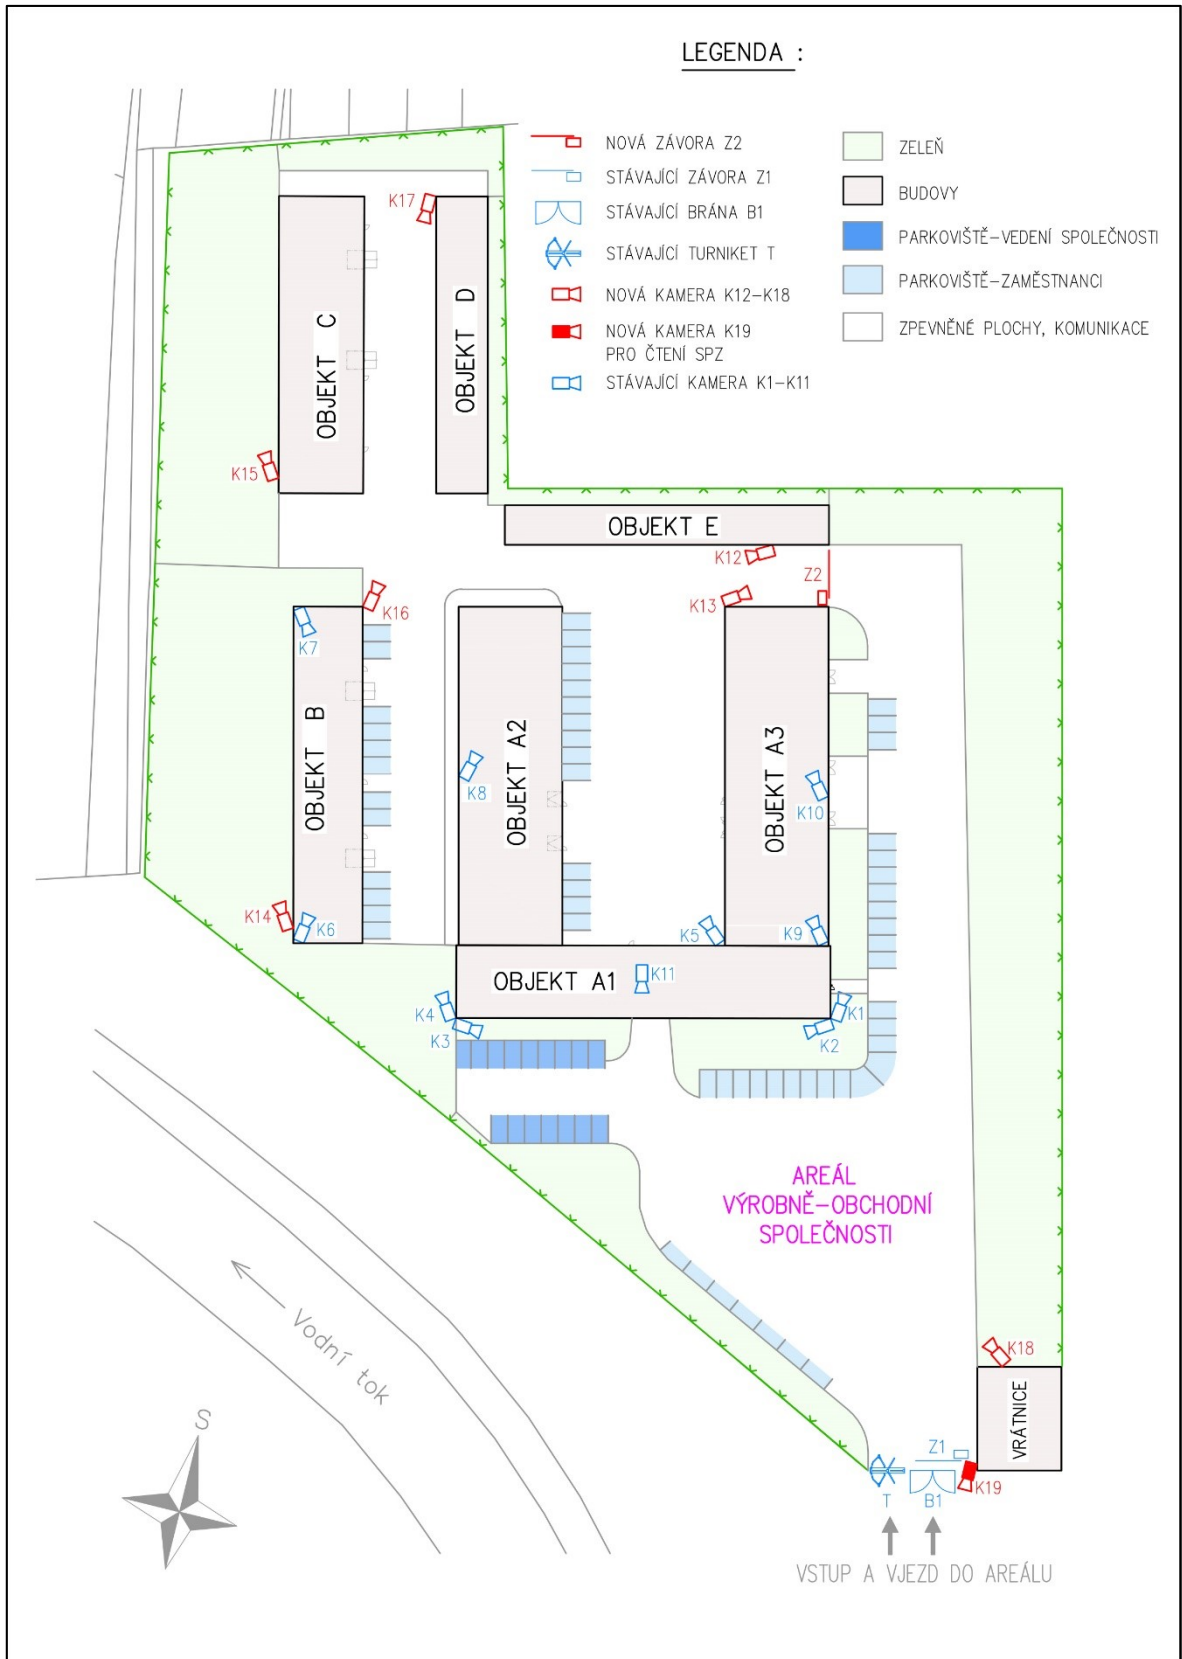 LEGENDA :
NOVÁ ZÁVORA Z2
STÁVAJÍCÍ ZÁVORA Z1
STÁVAJÍCÍ BRÁNA B1
STÁVAJÍCÍ TURNIKET T
NOVÁ KAMERA K12-K18
NOVÁ KAMERA K19
PRO ČTENÍ SPZ
STÁVAJÍCÍ KAMERA K1-K11
ZELEŇ
BUDOVY
PARKOVIŠTĚ-VEDENÍ SPOLEČNOSTI
PARKOVIŠTĚ-ZAMĚSTNANCI
ZPEVNĚNÉ PLOCHY, KOMUNIKACE
K17
OBJEKT C
OBJEKT D
K15
OBJEKT E
K12
Z2
K13
K16
K7
OBJEKT B
OBJEKT A2
OBJEKT A3
K8
K10
K14
K6
K5
K9
OBJEKT A1
K11
K4
K3
K1
K2
AREÁL
VÝROBNĚ-OBCHODNÍ
SPOLEČNOSTI
Vodní tok
S
K18
VRÁTNICE
Z1
K19
T
B1
VSTUP A VJEZD DO AREÁLU